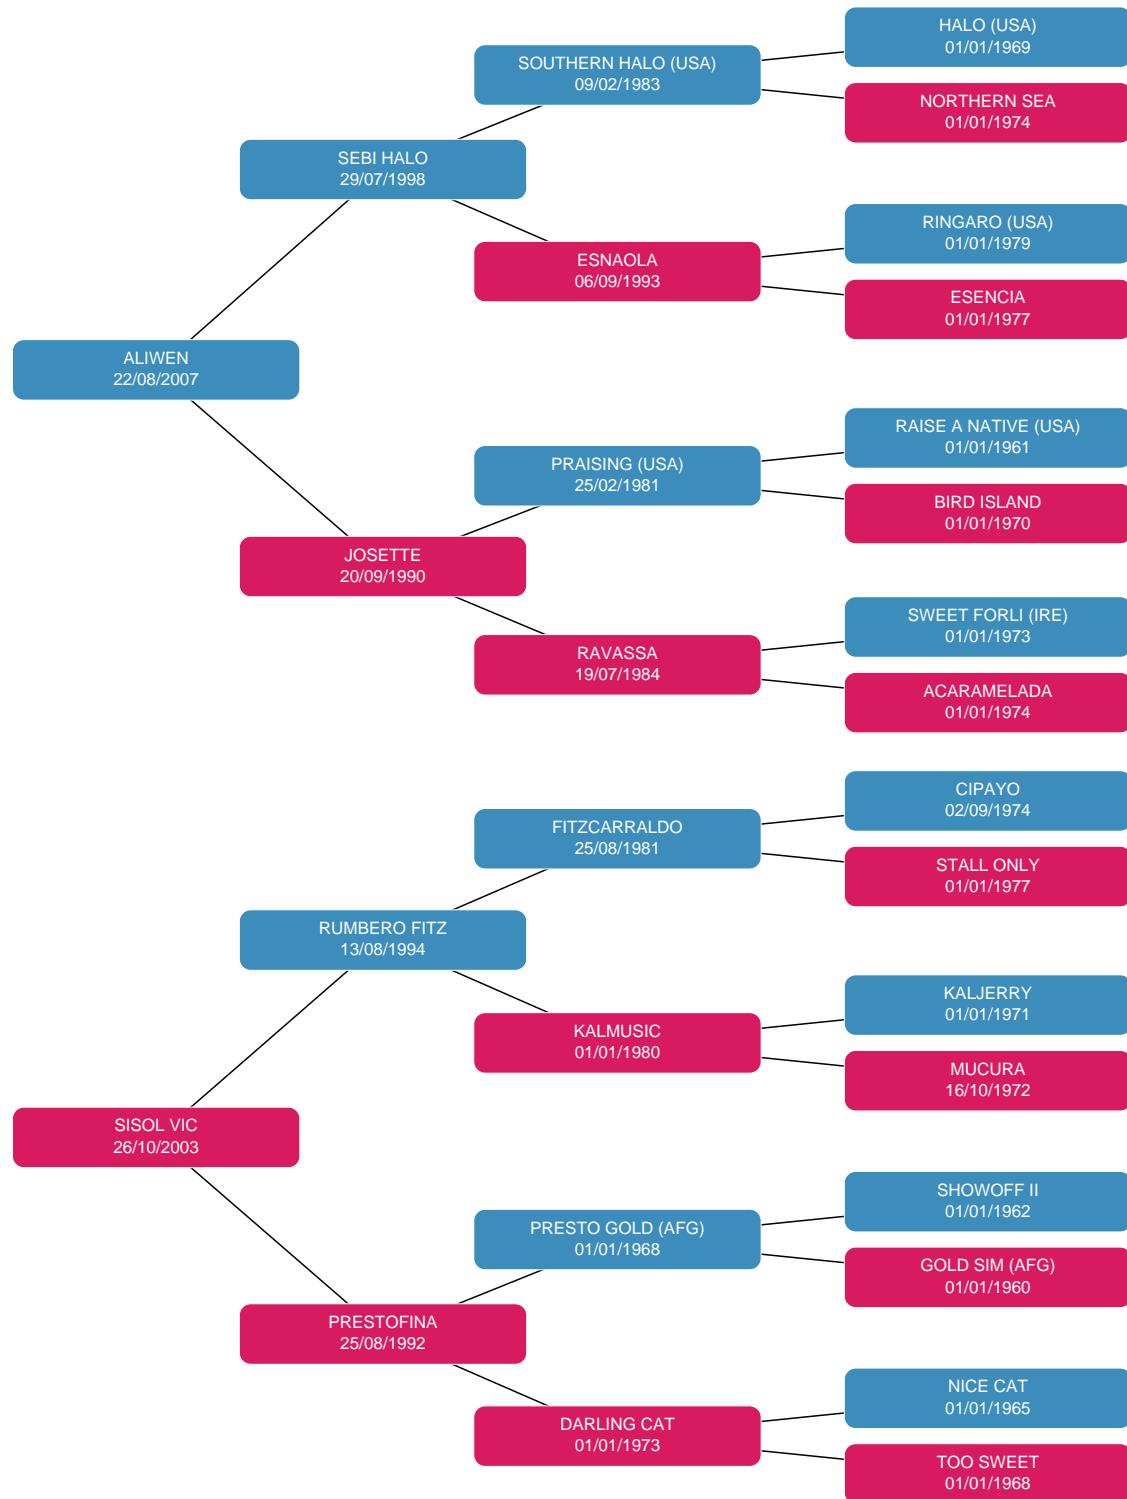 HALO (USA)
01/01/1969
SOUTHERN HALO (USA)
09/02/1983
NORTHERN SEA
01/01/1974
SEBI HALO
29/07/1998
RINGARO (USA)
01/01/1979
ESNAOLA
06/09/1993
ESENCIA
01/01/1977
ALIWEN
22/08/2007
RAISE A NATIVE (USA)
01/01/1961
PRAISING (USA)
25/02/1981
BIRD ISLAND
01/01/1970
JOSETTE
20/09/1990
SWEET FORLI (IRE)
01/01/1973
RAVASSA
19/07/1984
ACARAMELADA
01/01/1974
CIPAYO
02/09/1974
FITZCARRALDO
25/08/1981
STALL ONLY
01/01/1977
RUMBERO FITZ
13/08/1994
KALJERRY
01/01/1971
KALMUSIC
01/01/1980
MUCURA
16/10/1972
SISOL VIC
26/10/2003
SHOWOFF II
01/01/1962
PRESTO GOLD (AFG)
01/01/1968
GOLD SIM (AFG)
01/01/1960
PRESTOFINA
25/08/1992
NICE CAT
01/01/1965
DARLING CAT
01/01/1973
TOO SWEET
01/01/1968